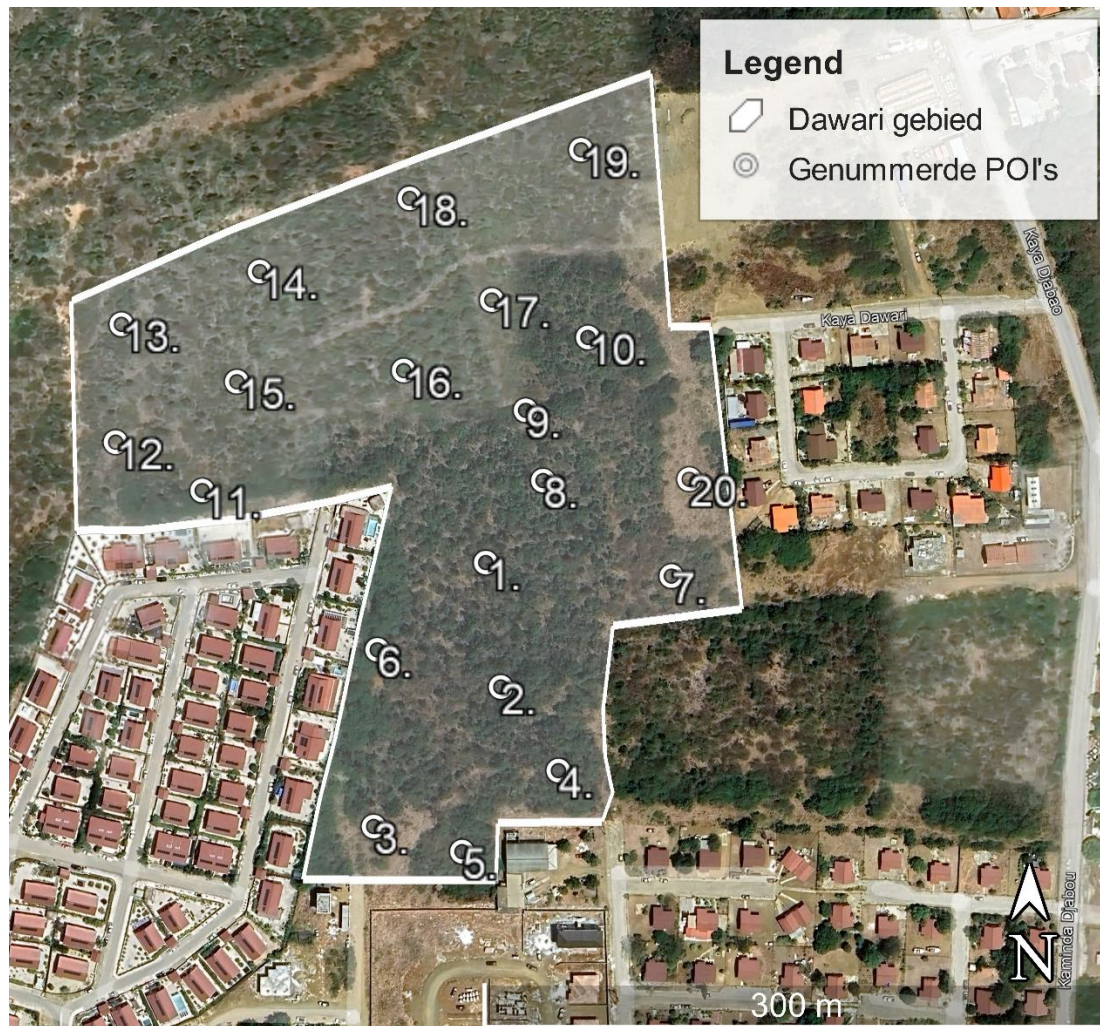 Legend
Dawari gebied
Genummerde POI's
19.
18.
14.
17.
13.
10.
Kaya Dawari
Kaya Djabao
16.
15.
9.
12.
11.
8.
20.
1.
7.
6.
2.
4.
3.
5.
Kaminda Djabou
N
300 m